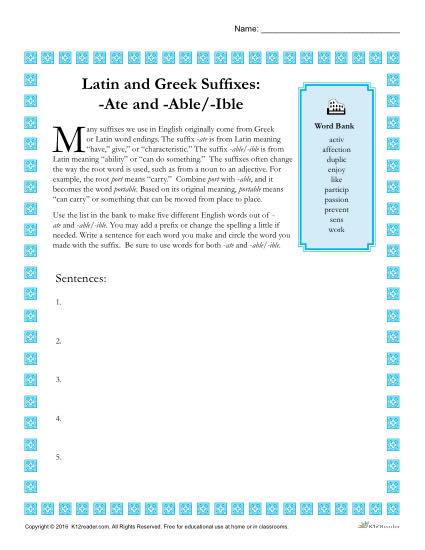 Name:
Latin and Greek Suffixes:
-Ate and -Able/-Ible
Many suffixes we use in English originally come from Greek
or Latin word endings. The suffix -ate is from Latin meaning
“have,” give,” or “characteristic.” The suffix -able/-ible is from
Latin meaning “ability” or “can do something.” The suffixes often change
the way the root word is used, such as from a noun to an adjective. For
example, the root port means “carry.” Combine port with -able, and it
becomes the word portable. Based on its original meaning, portable means
“can carry” or something that can be moved from place to place.
Use the list in the bank to make five different English words out of -
ate and -able/-ible. You may add a prefix or change the spelling a little if
needed. Write a sentence for each word you make and circle the word you
made with the suffix. Be sure to use words for both -ate and -able/-ible.
Word Bank
activ
affection
duplic
enjoy
like
particip
passion
prevent
sens
work
Sentences:
1.
2.
3.
4.
5.
Copyright © 2016 K12reader.com. All Rights Reserved. Free for educational use at home or in classrooms.
K12Reader